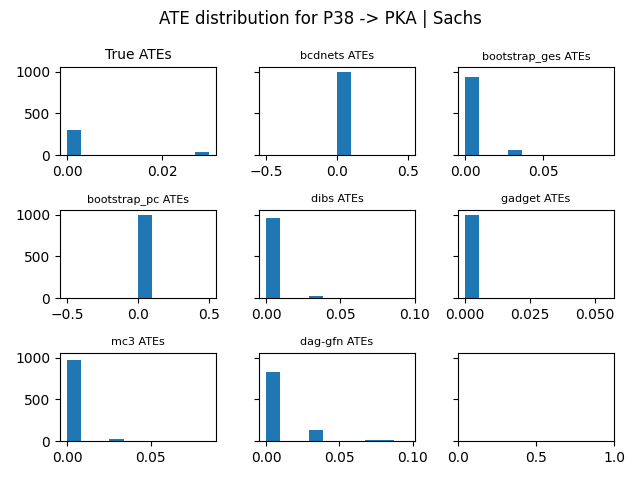 ATE distribution for P38 -> PKA | Sachs
True ATEs
bcdnets ATEs
bootstrap_ges ATEs
1000
500
0
0.00 0.02
−0.5 0.0 0.5
0.00 0.05
bootstrap_pc ATEs
dibs ATEs
gadget ATEs
1000
500
0
−0.5 0.0 0.5
0.00 0.05 0.10
0.000 0.025 0.050
mc3 ATEs
dag-gfn ATEs
1000
500
0
0.00 0.05
0.00 0.05 0.10
0.0 0.5 1.0